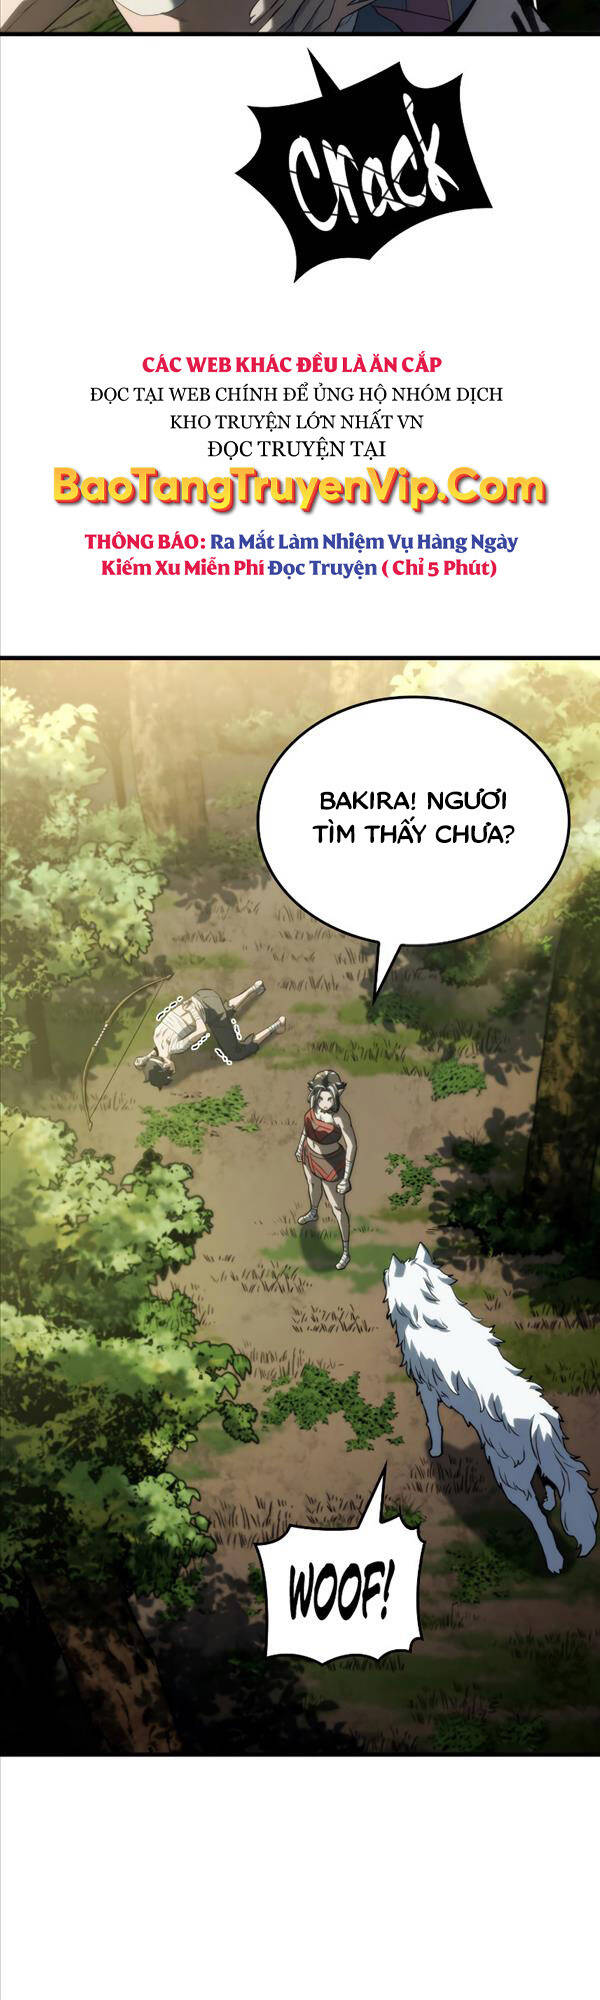 Crack
CÁC WEB KHÁC ĐỀU LÀ ĂN CẮP
ĐỌC TẠI WEB CHÍNH ĐỂ ỦNG HỘ NHÓM DỊCH
KHO TRUYỆN LỚN NHẤT VN
ĐỌC TRUYỆN TẠI
BaoTangTruyenVip.Com
THÔNG BÁO: Ra Mắt Làm Nhiệm Vụ Hàng Ngày
Kiếm Xu Miễn Phí Đọc Truyện ( Chỉ 5 Phút)
BAKIRA! NGƯƠI
TÌM THẤY CHƯA?
WOOF!